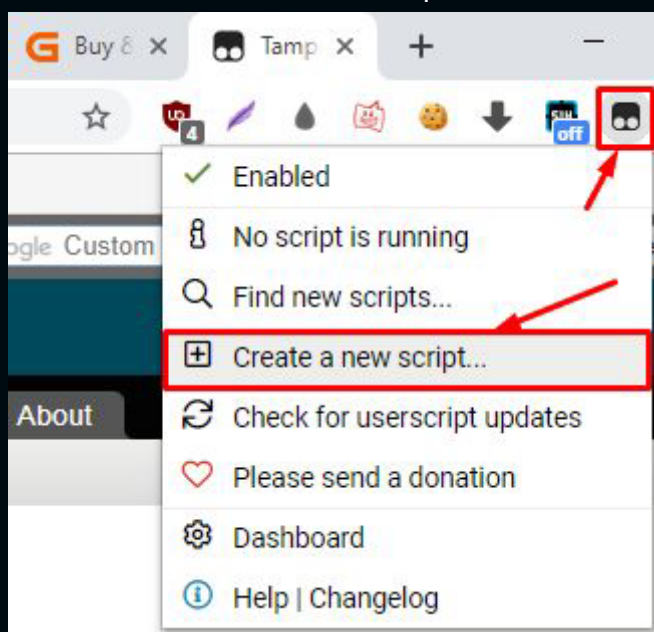 G Buy &
Tamp
4
off
Enabled
ogle Custom
No script is running
Find new scripts...
Create a new script...
About
Check for userscript updates
Please send a donation
Dashboard
Help | Changelog